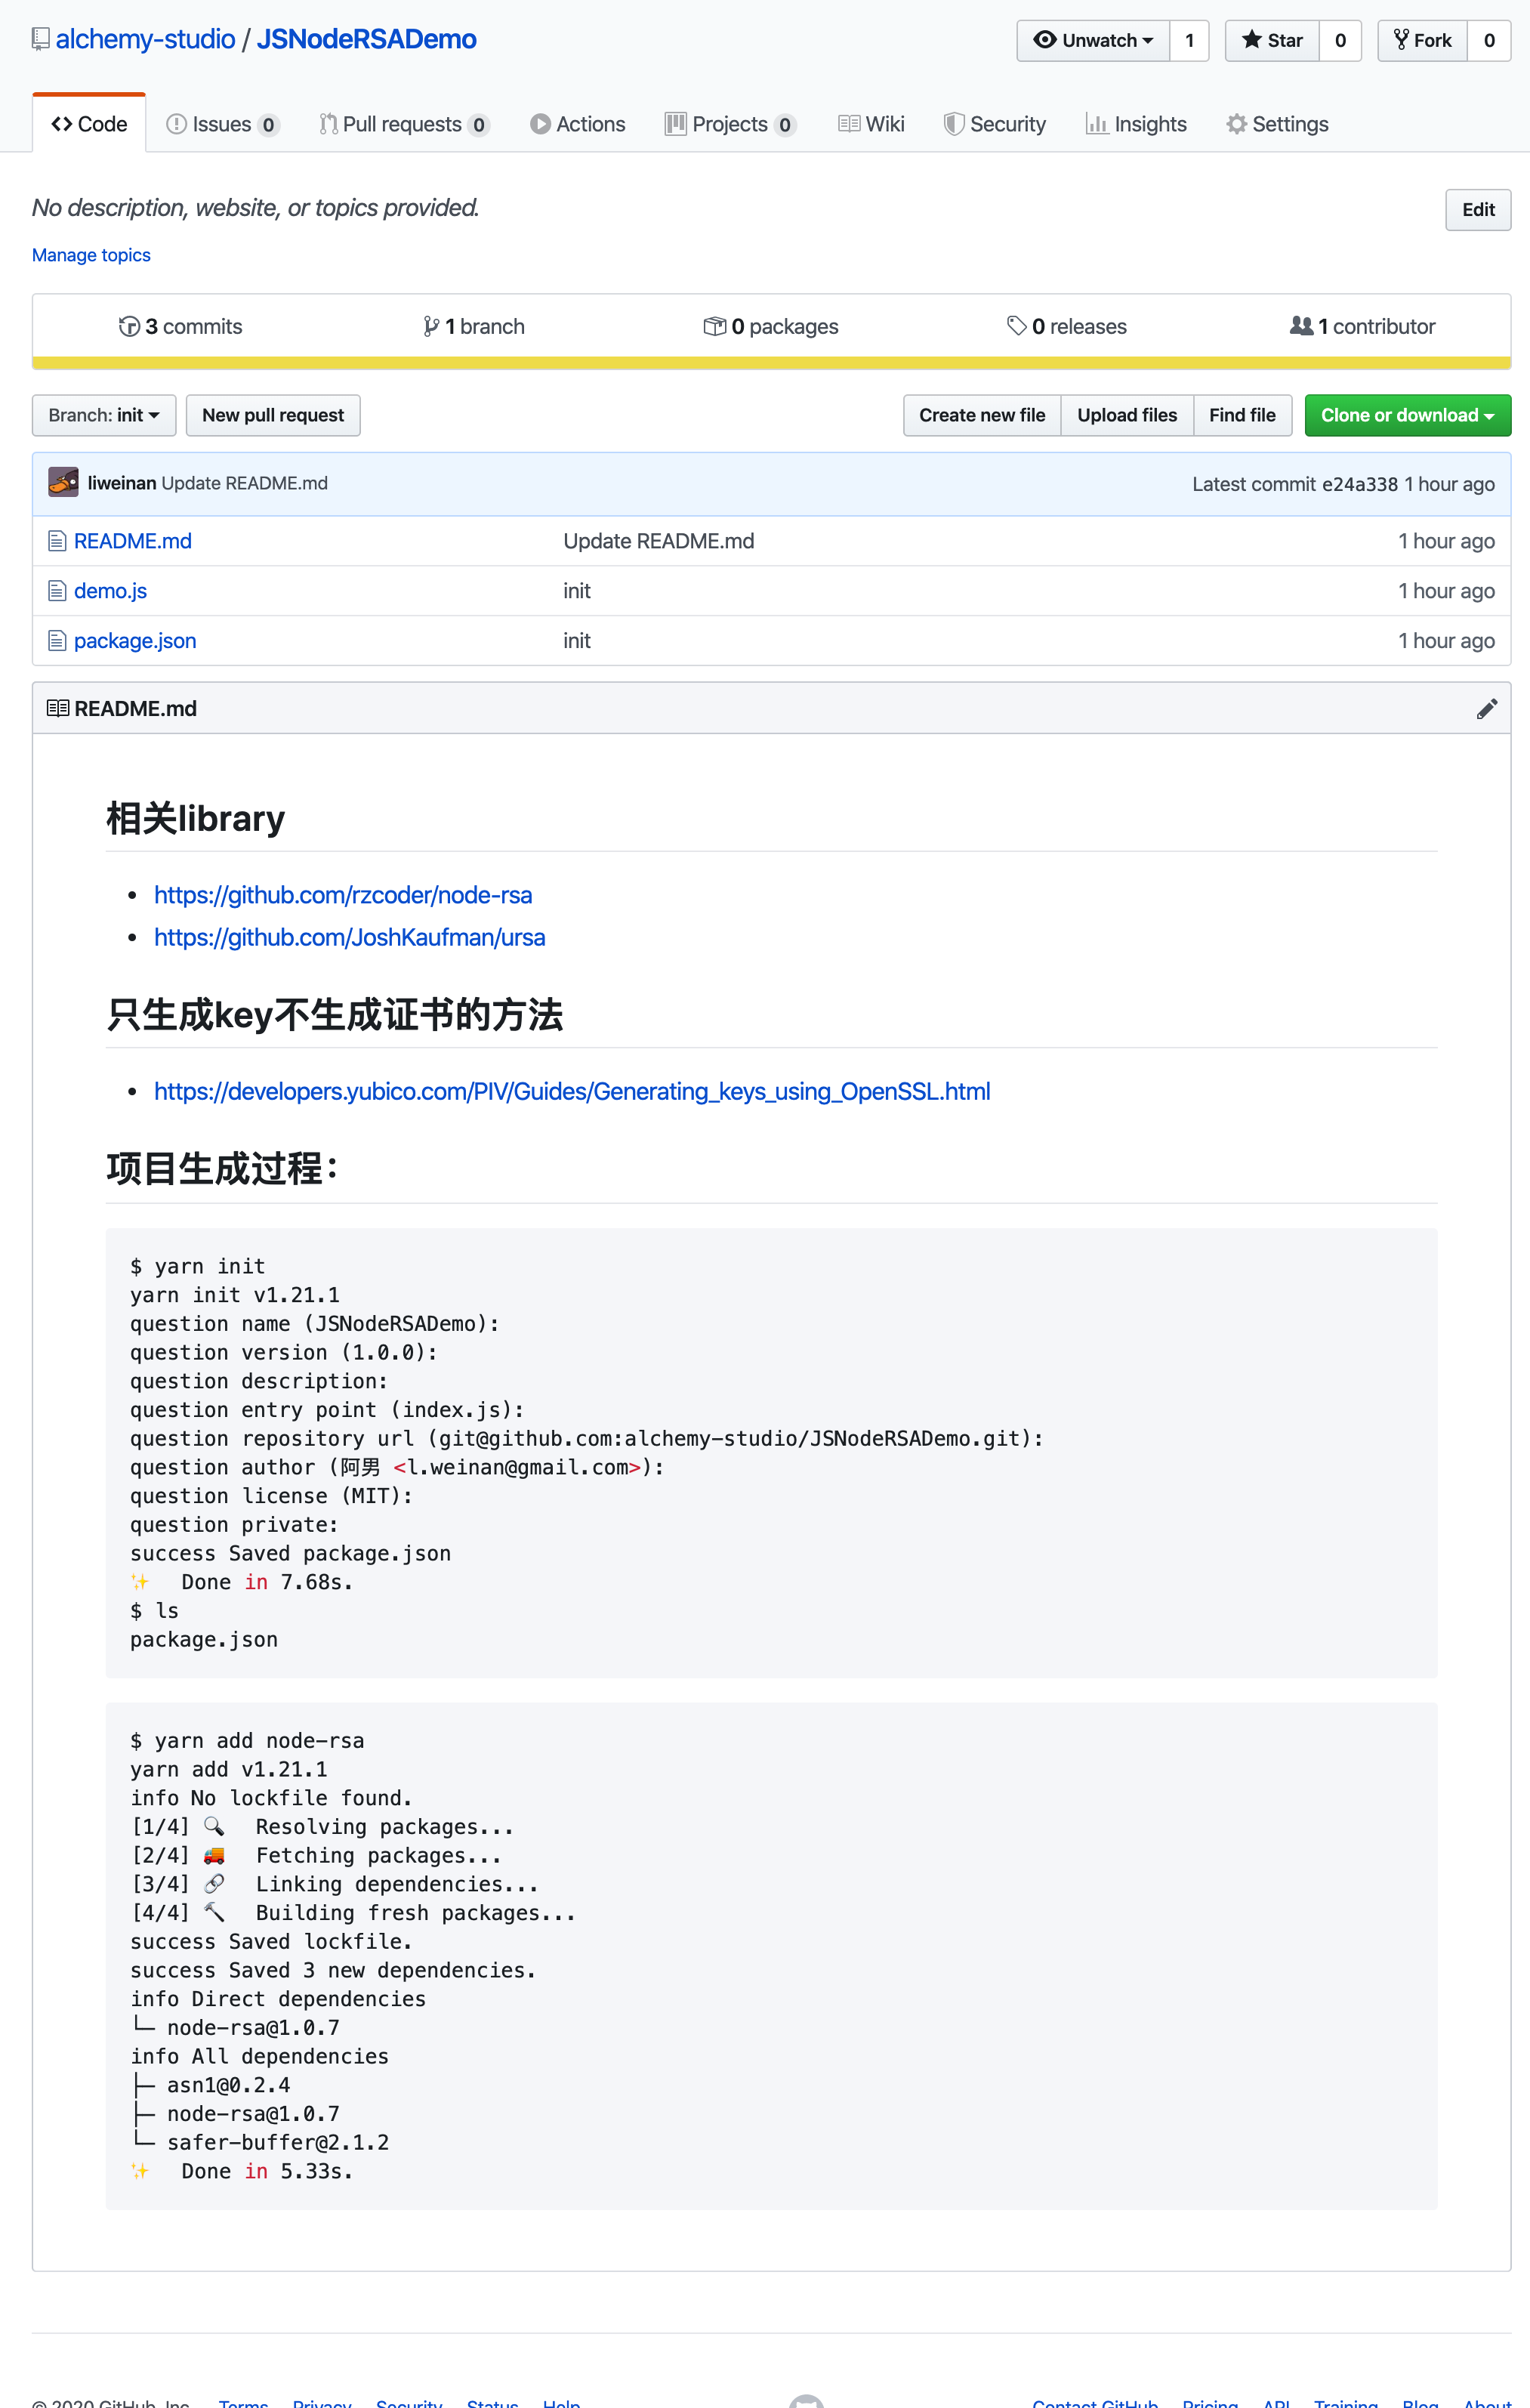 alchemy-studio / JSNodeRSADemo
Unwatch 1 Star 0 Fork 0
Code Issues 0 Pull requests 0 Actions Projects 0 Wiki Security Insights Settings
No description, website, or topics provided.
Edit
Manage topics
3 commits 1 branch 0 packages 0 releases 1 contributor
Branch: init New pull request Create new file Upload files Find file Clone or download
liweinan Update README.md Latest commit e24a338 1 hour ago
README.md Update README.md 1 hour ago
demo.js init 1 hour ago
package.json init 1 hour ago
README.md
相关library
https://github.com/rzcoder/node-rsa
https://github.com/JoshKaufman/ursa
只生成key不生成证书的方法
https://developers.yubico.com/PIV/Guides/Generating_keys_using_OpenSSL.html
项目生成过程：
$ yarn init
yarn init v1.21.1
question name (JSNodeRSADemo):
question version (1.0.0):
question description:
question entry point (index.js):
question repository url (git@github.com:alchemy-studio/JSNodeRSADemo.git):
question author (阿男 <l.weinan@gmail.com>):
question license (MIT):
question private:
success Saved package.json
✨ Done in 7.68s.
$ ls
package.json
$ yarn add node-rsa
yarn add v1.21.1
info No lockfile found.
[1/4] 🔍 Resolving packages...
[2/4] 🚚 Fetching packages...
[3/4] 🔗 Linking dependencies...
[4/4] 🔨 Building fresh packages...
success Saved lockfile.
success Saved 3 new dependencies.
info Direct dependencies
└─ node-rsa@1.0.7
info All dependencies
├─ asn1@0.2.4
├─ node-rsa@1.0.7
└─ safer-buffer@2.1.2
✨ Done in 5.33s.
© 2020 GitHub, Inc. Terms Privacy Security Status Help Contact GitHub Pricing API Training Blog About